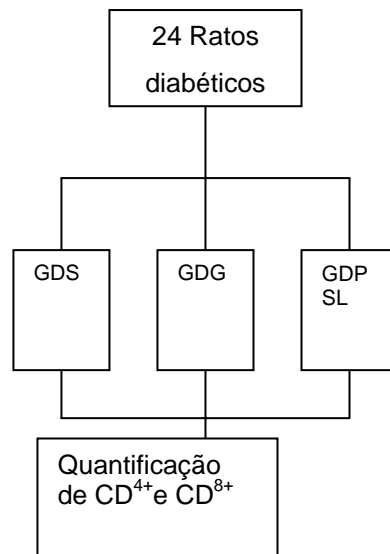 24 Ratos
diabéticos
GDS
GDG
GDP
SL
Quantificação
de CD⁴⁺e CD⁸⁺